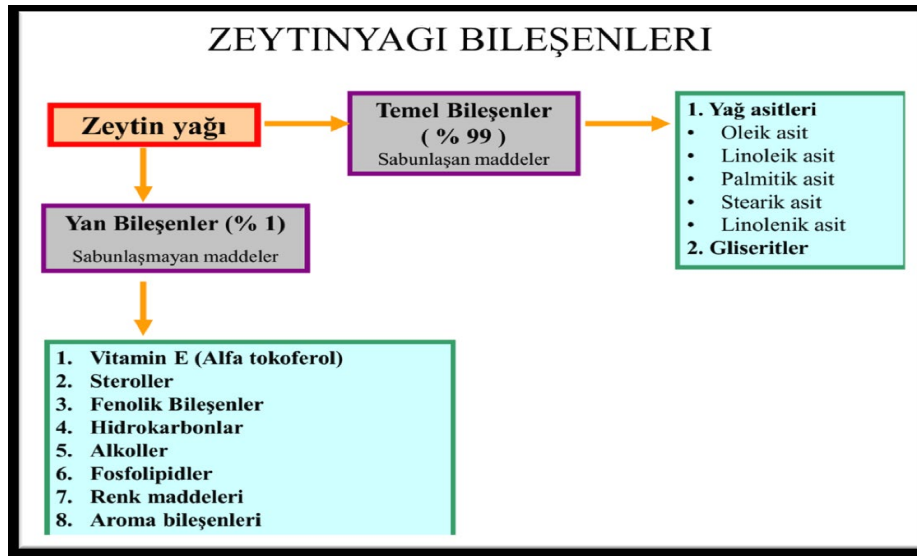 ZEYTINYAGI BILEŞENLERI
Zeytin yağı
Temel Bileşenler
( % 99 )
Sabunlaşan maddeler
1. Yağ asitleri
• Oleik asit
• Linoleik asit
• Palmitik asit
• Stearik asit
• Linolenik asit
2. Gliseritler
Yan Bileşenler (% 1)
Sabunlaşmayan maddeler
1. Vitamin E (Alfa tokoferol)
2. Steroller
3. Fenolik Bileşenler
4. Hidrokarbonlar
5. Alkoller
6. Fosfolipidler
7. Renk maddeleri
8. Aroma bileşenleri